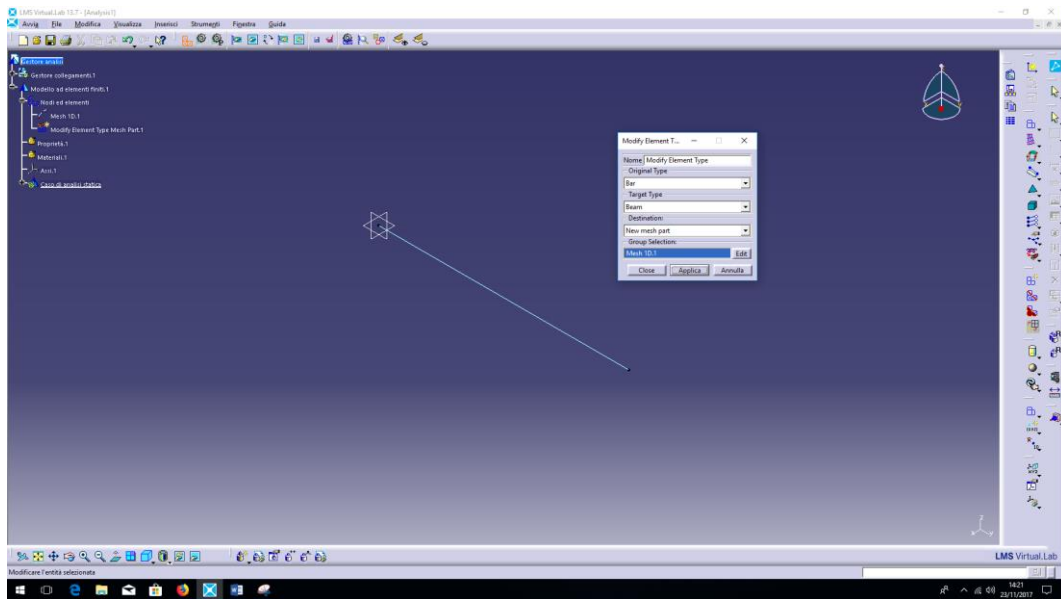 LMS Virtual.Lab 13.7 - [Analysis1]
Avvia File Modifica Visualizza Inserisci Strumenti Finestra Guida
Gestore analisi
Gestore collegamenti.1
Modello ad elementi finiti.1
Nodi ed elementi
Mesh 1D.1
Modify Element Type Mesh Part.1
Proprietà.1
Materiali.1
Assi.1
Caso di analisi statica
Modify Element T...
Name Modify Element Type
Original Type
Bar
Target Type
Beam
Destination:
New mesh part
Group Selection:
Mesh 1D.1 Edit
Close Applica Annulla
z
x y
LMS Virtual.Lab
Modificare l'entità selezionata
14:21
23/11/2017